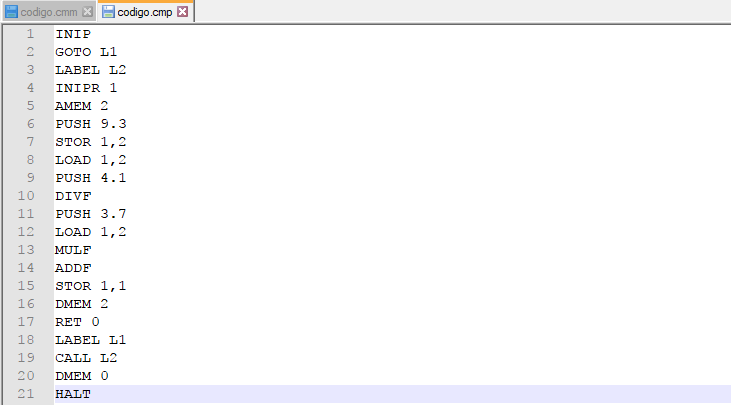 codigo.cmm codigo.cmp
1 INIP
2 GOTO L1
3 LABEL L2
4 INIPR 1
5 AMEM 2
6 PUSH 9.3
7 STOR 1,2
8 LOAD 1,2
9 PUSH 4.1
10 DIVF
11 PUSH 3.7
12 LOAD 1,2
13 MULF
14 ADDF
15 STOR 1,1
16 DMEM 2
17 RET 0
18 LABEL L1
19 CALL L2
20 DMEM 0
21 HALT